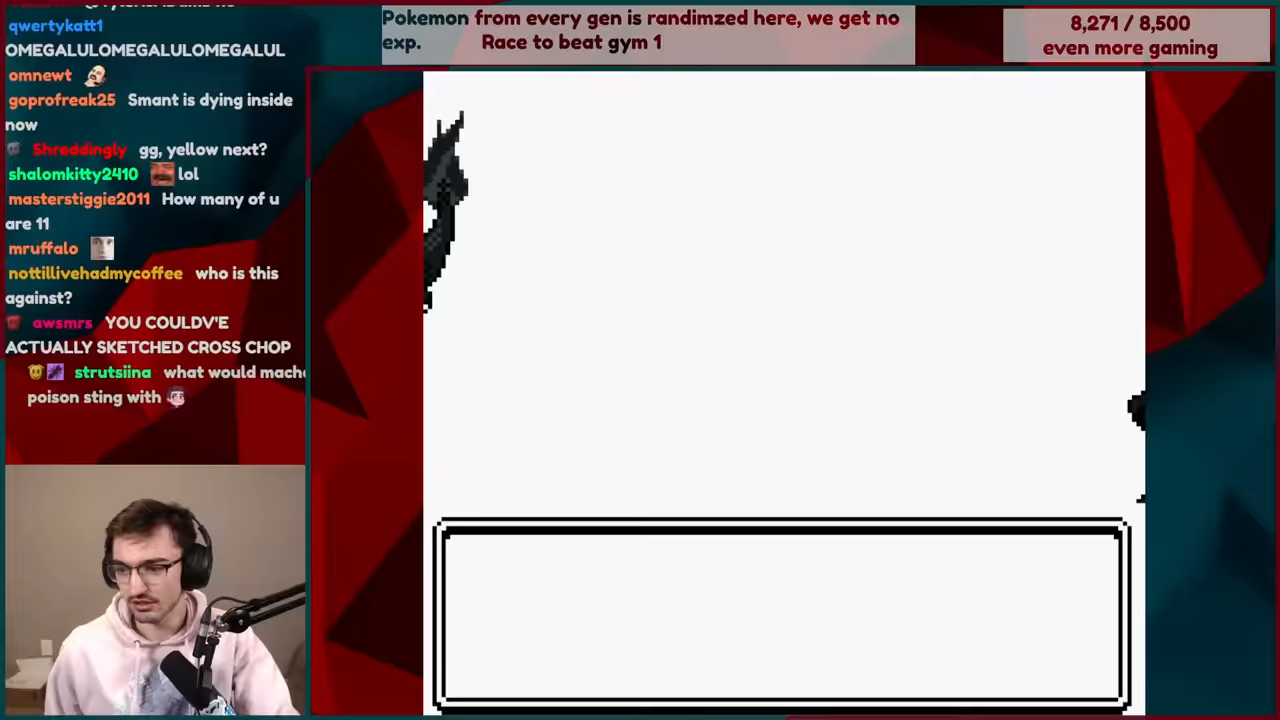 qwertykatt1
OMEGALULOMEGALULOMEGALUL
omnewt
goprofreak25 Smant is dying inside
now
Shreddingly gg, yellow next?
shalomkitty2410 lol
masterstiggie2011 How many of u
are 11
mruffalo
nottillivehadmycoffee who is this
against?
awsmrs YOU COULDV'E
ACTUALLY SKETCHED CROSS CHOP
strutsiina what would
poison sting with
Pokemon from every gen is randimzed here, we get no
exp. Race to beat gym 1
8,271 / 8,500
even more gaming